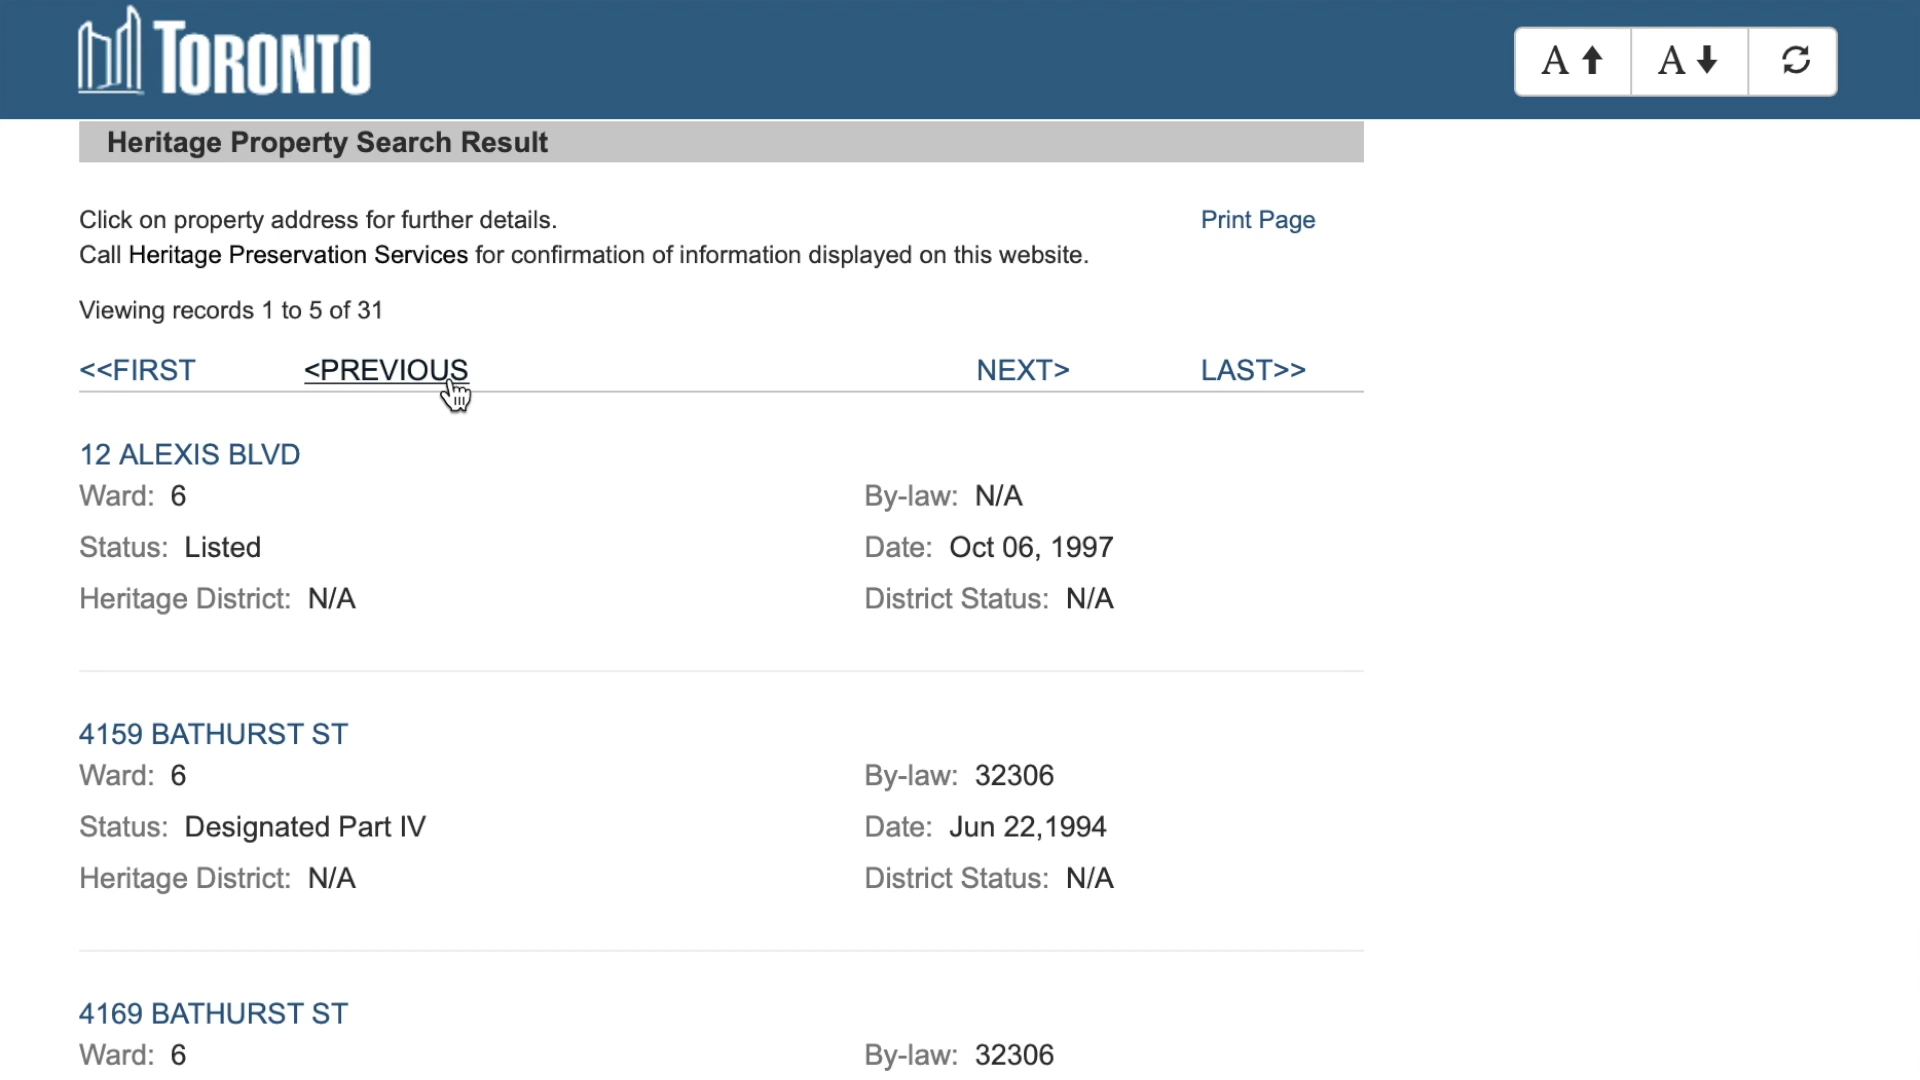 TORONTO
A A
Heritage Property Search Result
Click on property address for further details. Print Page
Call Heritage Preservation Services for confirmation of information displayed on this website.
Viewing records 1 to 5 of 31
<<FIRST <PREVIOUS NEXT> LAST>>
12 ALEXIS BLVD
Ward: 6 By-law: N/A
Status: Listed Date: Oct 06, 1997
Heritage District: N/A District Status: N/A
4159 BATHURST ST
Ward: 6 By-law: 32306
Status: Designated Part IV Date: Jun 22,1994
Heritage District: N/A District Status: N/A
4169 BATHURST ST
Ward: 6 By-law: 32306